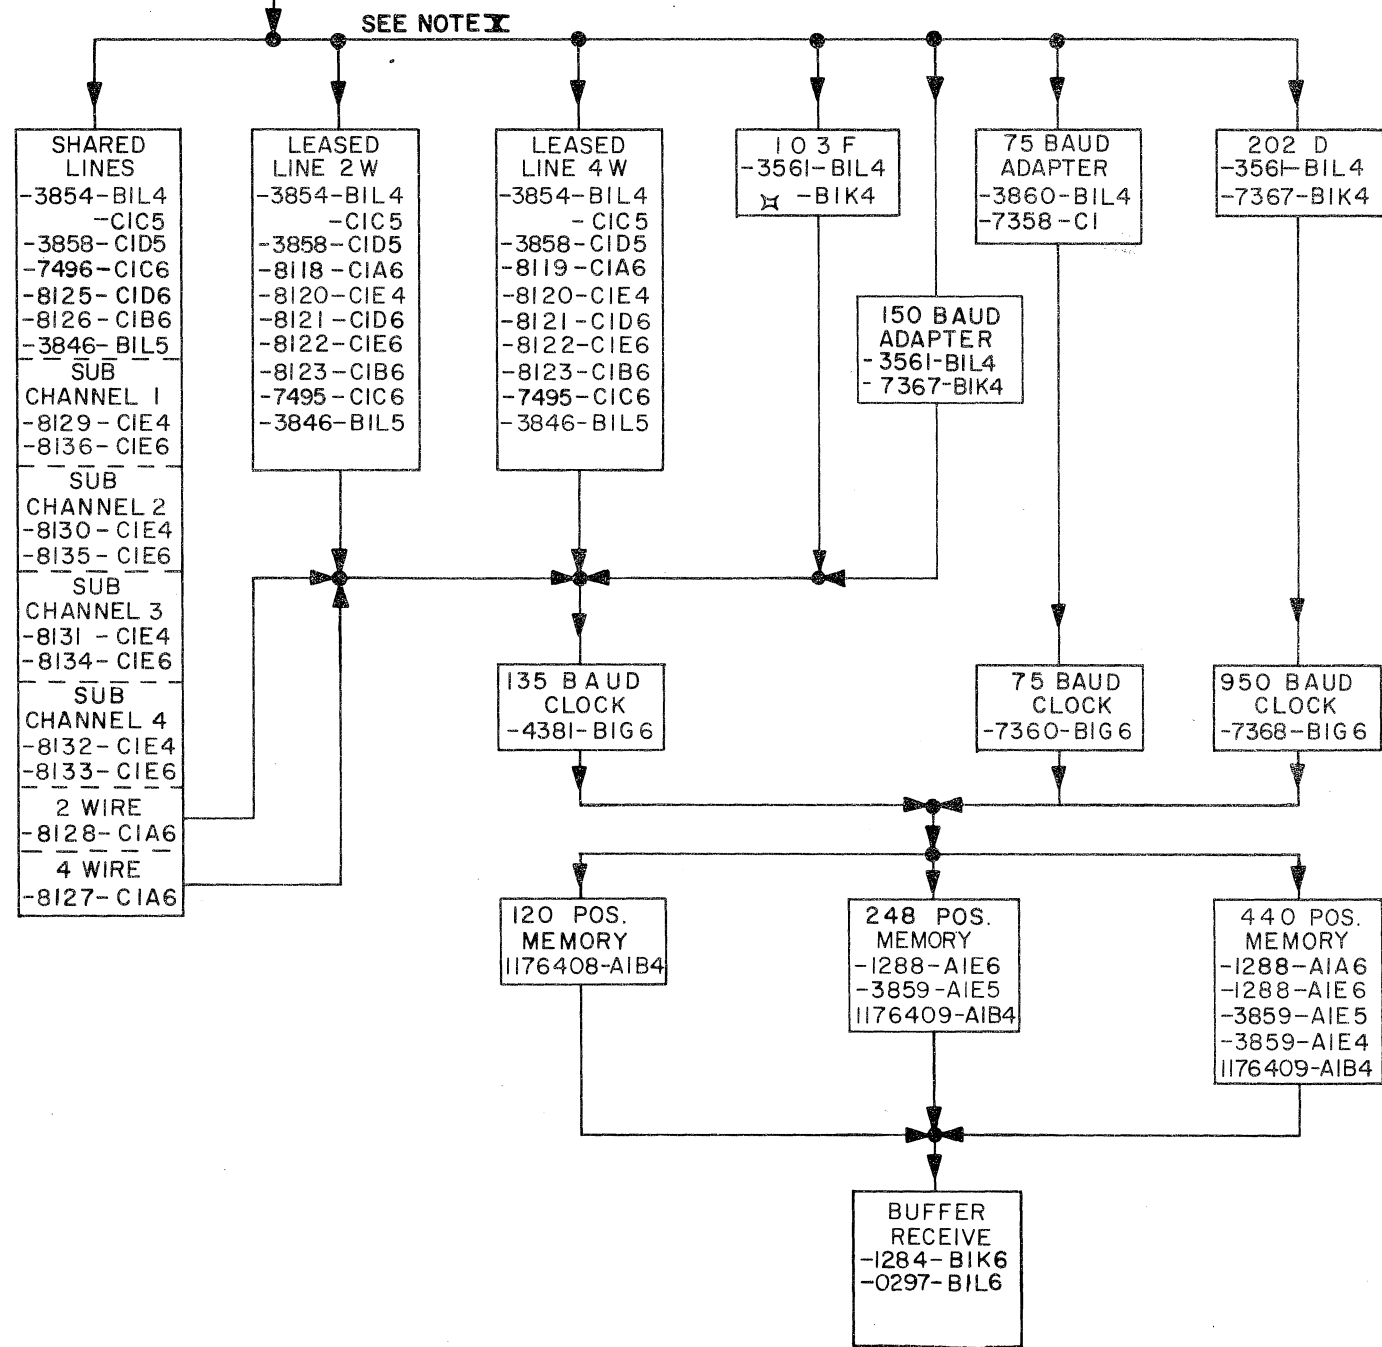 SEE NOTE X
SHARED
LINES
-3854-BIL4
-CIC5
-3858-CID5
-7496-CIC6
-8125-CID6
-8126-CIB6
-3846-BIL5
SUB
CHANNEL 1
-8129-CIE4
-8136-CIE6
SUB
CHANNEL 2
-8130-CIE4
-8135-CIE6
SUB
CHANNEL 3
-8131-CIE4
-8134-CIE6
SUB
CHANNEL 4
-8132-CIE4
-8133-CIE6
2 WIRE
-8128-CIA6
4 WIRE
-8127-CIA6
LEASED
LINE 2W
-3854-BIL4
-CIC5
-3858-CID5
-8118-CIA6
-8120-CIE4
-8121-CID6
-8122-CIE6
-8123-CIB6
-7495-CIC6
-3846-BIL5
LEASED
LINE 4W
-3854-BIL4
-CIC5
-3858-CID5
-8119-CIA6
-8120-CIE4
-8121-CID6
-8122-CIE6
-8123-CIB6
-7495-CIC6
-3846-BIL5
103 F
-3561-BIL4
¤ -BIK4
150 BAUD
ADAPTER
-3561-BIL4
-7367-BIK4
75 BAUD
ADAPTER
-3860-BIL4
-7358-CI
202 D
-3561-BIL4
-7367-BIK4
135 BAUD
CLOCK
-4381-BIG6
75 BAUD
CLOCK
-7360-BIG6
950 BAUD
CLOCK
-7368-BIG6
120 POS.
MEMORY
1176408-AIB4
248 POS.
MEMORY
-1288-AIE6
-3859-AIE5
1176409-AIB4
440 POS.
MEMORY
-1288-AIA6
-1288-AIE6
-3859-AIE5
-3859-AIE4
1176409-AIB4
BUFFER
RECEIVE
-1284-BIK6
-0297-BIL6